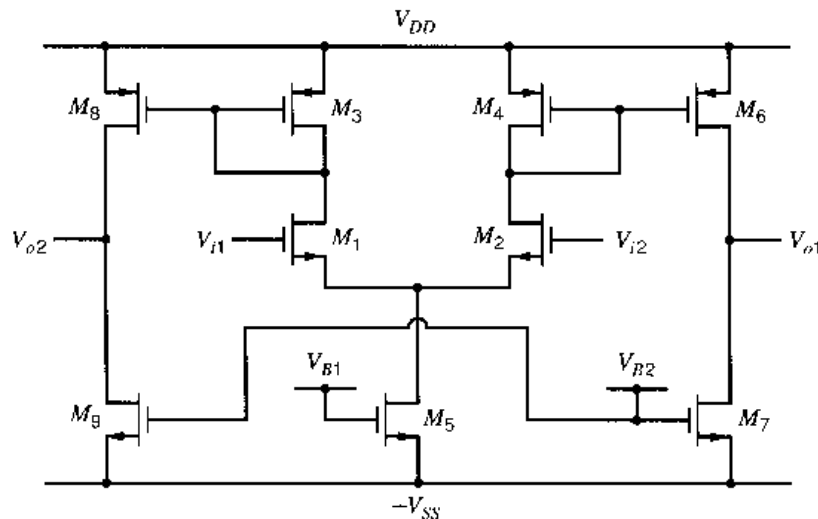 V_DD
M_8
M_3
M_4
M_6
V_o2
V_i1
M_1
M_2
V_i2
V_o1
V_B1
V_B2
M_9
M_5
M_7
–V_SS